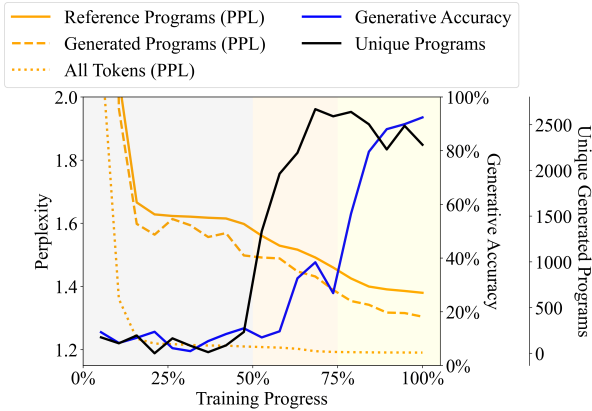 Reference Programs (PPL)
Generated Programs (PPL)
All Tokens (PPL)
Generative Accuracy
Unique Programs
2.0
1.8
1.6
1.4
1.2
Perplexity
0%
25%
50%
75%
100%
Training Progress
100%
80%
60%
40%
20%
0%
Generative Accuracy
2500
2000
1500
1000
500
0
Unique Generated Programs